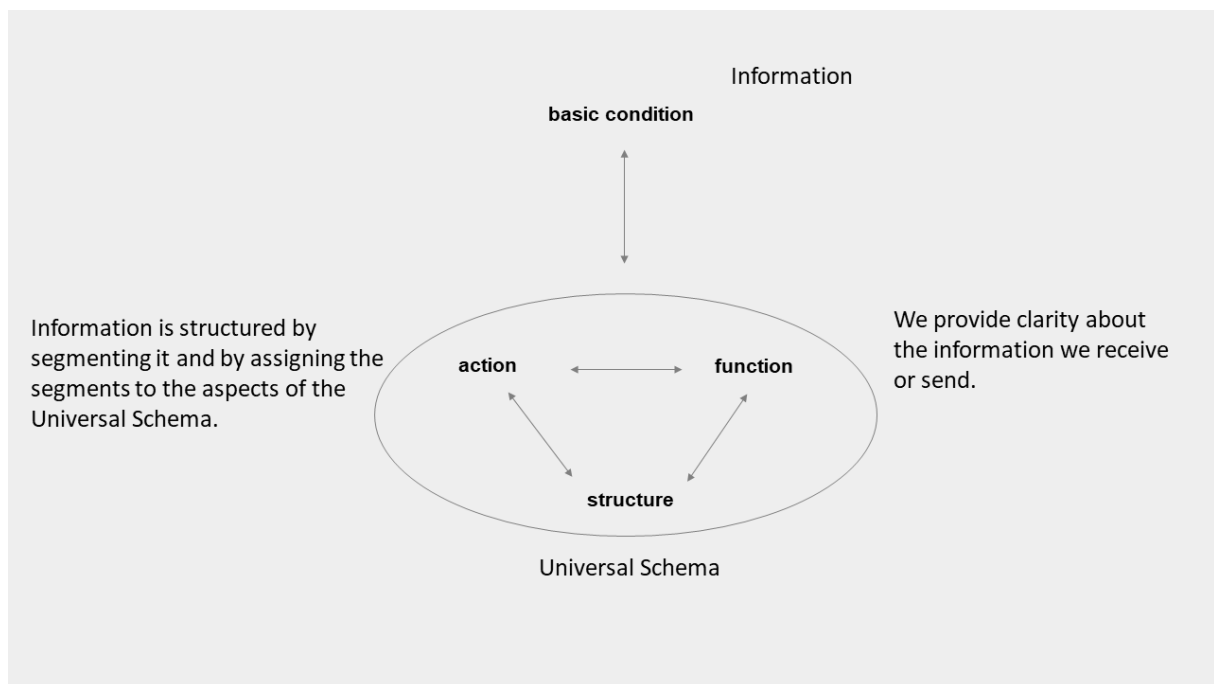 Information
basic condition
Information is structured by
segmenting it and by assigning the
segments to the aspects of the
Universal Schema.
We provide clarity about
the information we receive
or send.
action
function
structure
Universal Schema